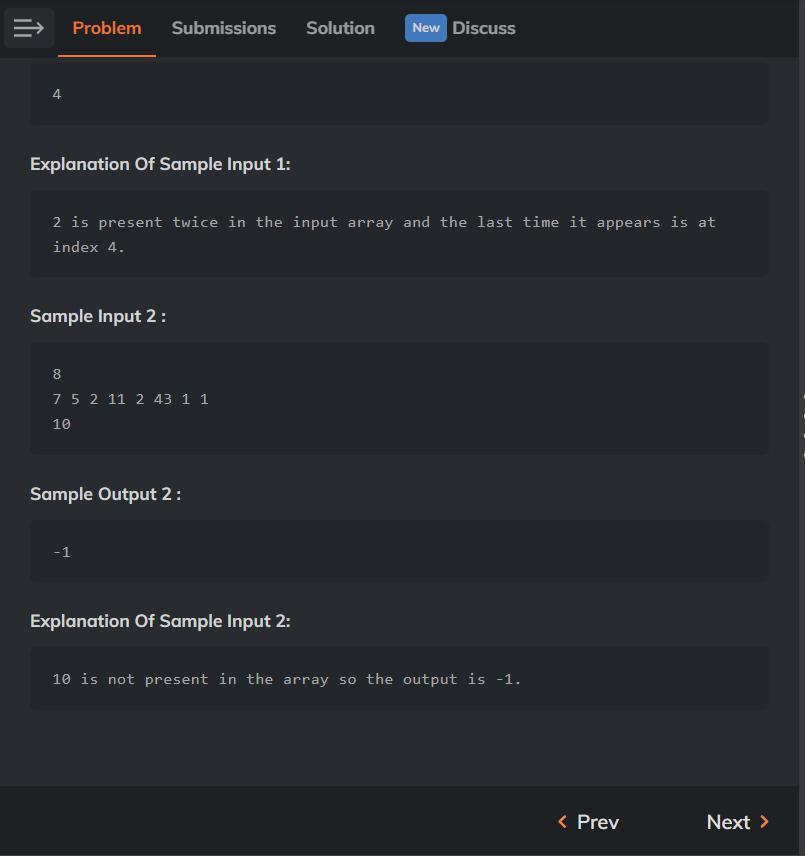 Problem Submissions Solution New Discuss
4
Explanation Of Sample Input 1:
2 is present twice in the input array and the last time it appears is at
index 4.
Sample Input 2 :
8
7 5 2 11 2 43 1 1
10
Sample Output 2 :
-1
Explanation Of Sample Input 2:
10 is not present in the array so the output is -1.
Prev Next